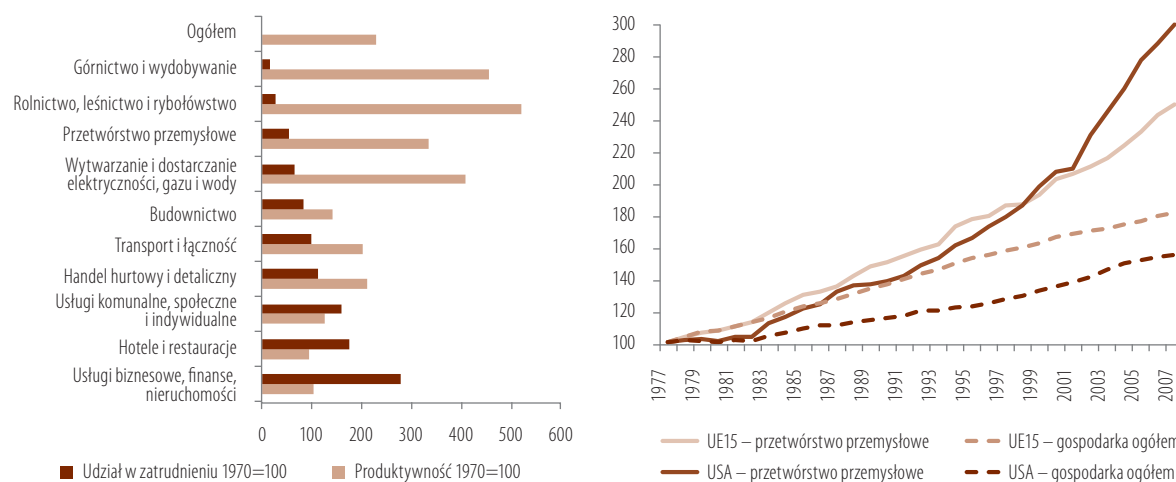 Ogółem
Górnictwo i wydobywanie
Rolnictwo, leśnictwo i rybołówstwo
Przetwórstwo przemysłowe
Wytwarzanie i dostarczanie
elektryczności, gazu i wody
Budownictwo
Transport i łączność
Handel hurtowy i detaliczny
Usługi komunalne, społeczne
i indywidualne
Hotele i restauracje
Usługi biznesowe, finanse,
nieruchomości
0 100 200 300 400 500 600
Udział w zatrudnieniu 1970=100
Produktywność 1970=100
300
280
260
240
220
200
180
160
140
120
100
1977 1979 1981 1983 1985 1987 1989 1991 1993 1995 1997 1999 2001 2003 2005 2007
UE15 – przetwórstwo przemysłowe
UE15 – gospodarka ogółem
USA – przetwórstwo przemysłowe
USA – gospodarka ogółem